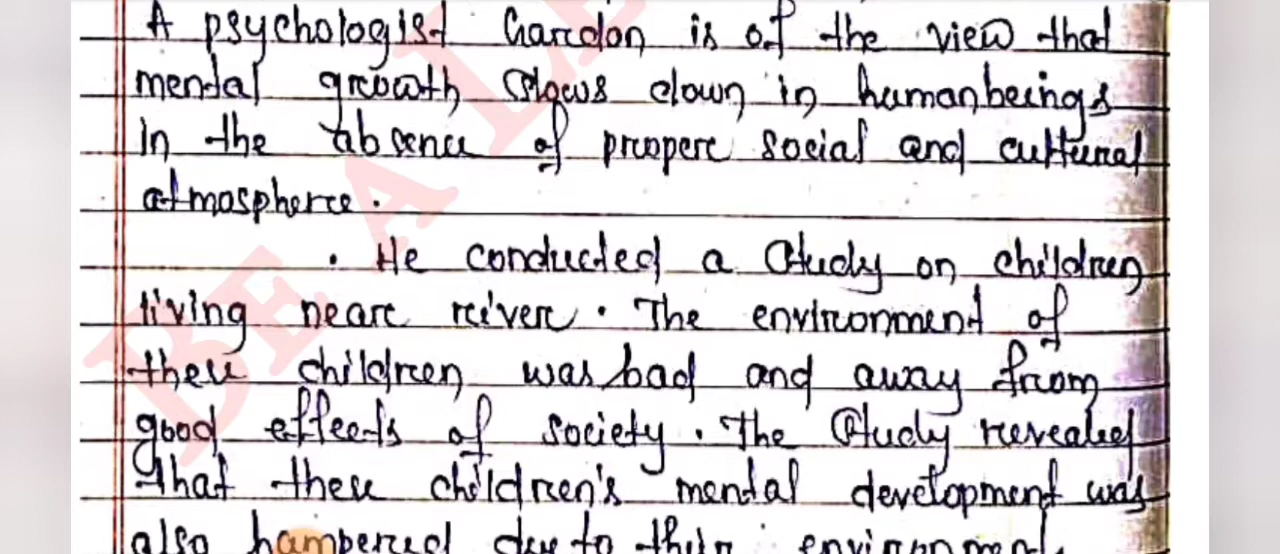 A psychologist Gardon is of the view that
mental growth slows down in humanbeings
in the absence of proper social and cultural
atmosphere.
. He conducted a study on children
living near river. The environment of
these children was bad and away from
good effects of society. The study revealed
that these children's mental development was
also hampered due to their environment
BE A LE